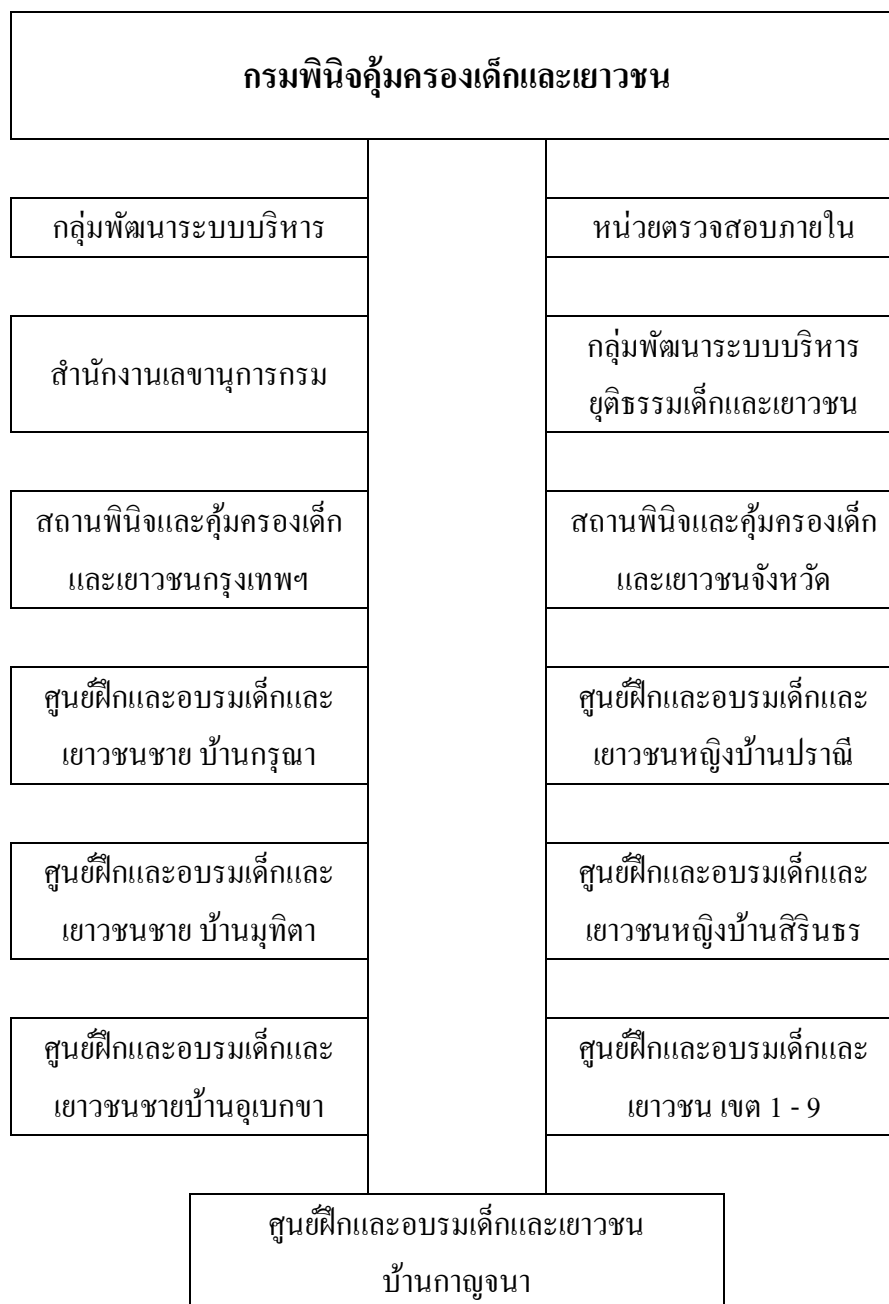 กรมพินิจคุ้มครองเด็กและเยาวชน
กลุ่มพัฒนาระบบบริหาร
หน่วยตรวจสอบภายใน
สำนักงานเลขานุการกรม
กลุ่มพัฒนาระบบบริหาร
ยุติธรรมเด็กและเยาวชน
สถานพินิจและคุ้มครองเด็ก
และเยาวชนกรุงเทพฯ
สถานพินิจและคุ้มครองเด็ก
และเยาวชนจังหวัด
ศูนย์ฝึกและอบรมเด็กและ
เยาวชนชาย บ้านกรุณา
ศูนย์ฝึกและอบรมเด็กและ
เยาวชนหญิงบ้านปราณี
ศูนย์ฝึกและอบรมเด็กและ
เยาวชนชาย บ้านมุทิตา
ศูนย์ฝึกและอบรมเด็กและ
เยาวชนหญิงบ้านสิรินธร
ศูนย์ฝึกและอบรมเด็กและ
เยาวชนชายบ้านอุเบกขา
ศูนย์ฝึกและอบรมเด็กและ
เยาวชน เขต 1 - 9
ศูนย์ฝึกและอบรมเด็กและเยาวชน
บ้านกาญจนา